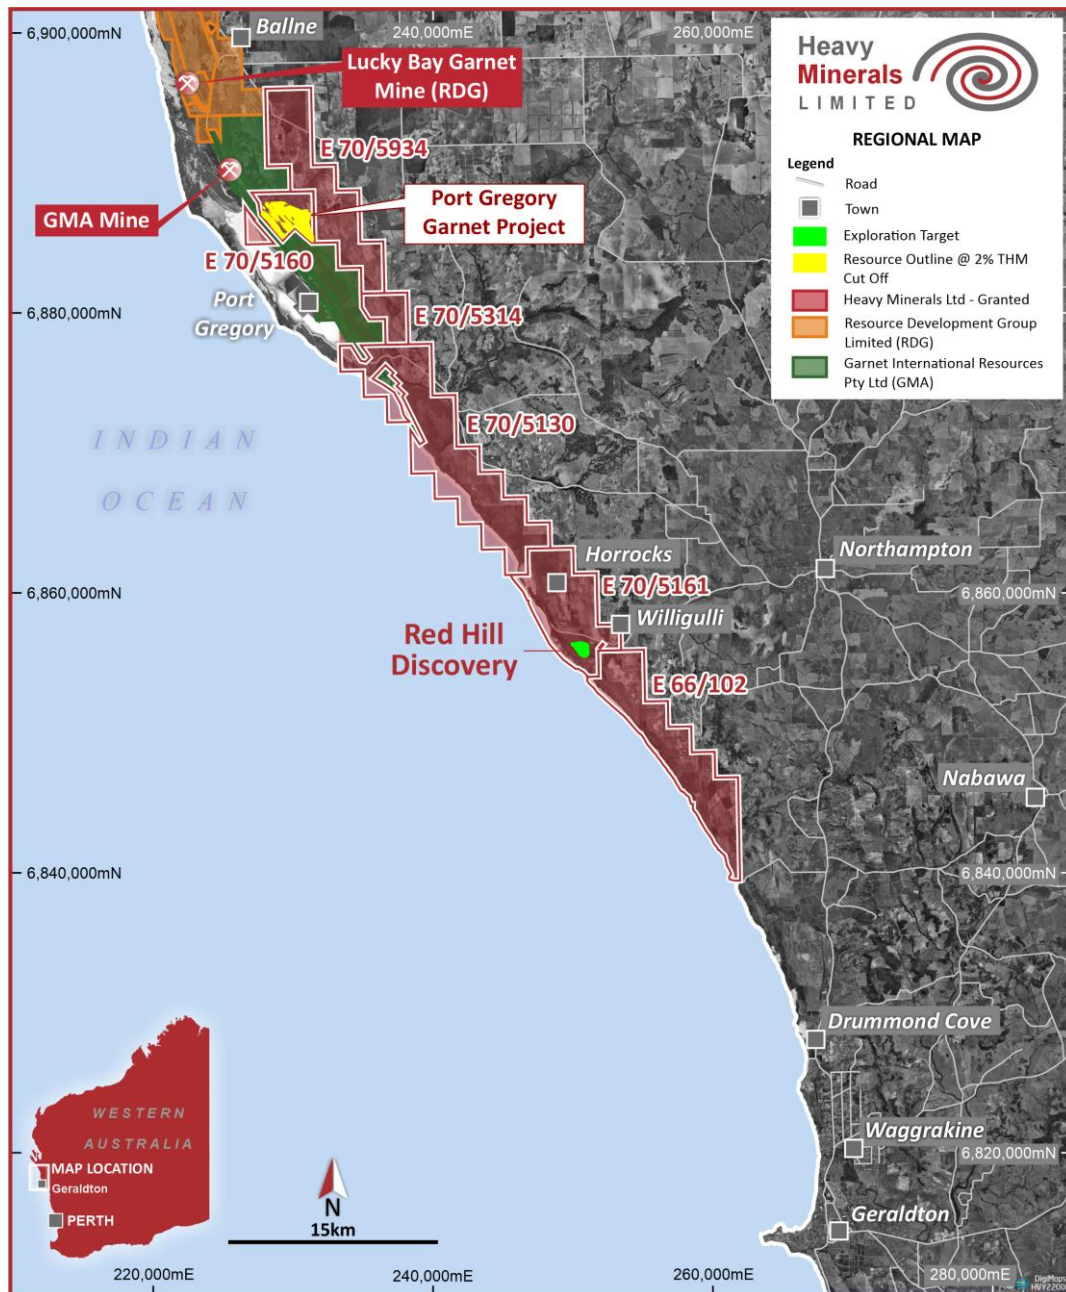 6,900,000mN
Ballne
240,000mE
260,000mE
Heavy
Minerals
LIMITED
REGIONAL MAP
Legend
Road
Town
Exploration Target
Resource Outline @ 2% THM
Cut Off
Heavy Minerals Ltd - Granted
Resource Development Group
Limited (RDG)
Garnet International Resources
Pty Ltd (GMA)
Lucky Bay Garnet
Mine (RDG)
E 70/5934
Port Gregory
Garnet Project
GMA Mine
E 70/5160
Port
Gregory
6,880,000mN
E 70/5314
E 70/5130
INDIAN
OCEAN
Horrocks
Northampton
E 70/5161
6,860,000mN
6,860,000mN
Willigulli
Red Hill
Discovery
E 66/102
Nabawa
6,840,000mN
6,840,000mN
Drummond Cove
WESTERN
AUSTRALIA
Waggrakine
6,820,000mN
MAP LOCATION
Geraldton
PERTH
N
15km
Geraldton
220,000mE
240,000mE
260,000mE
280,000mE
DigiMaps